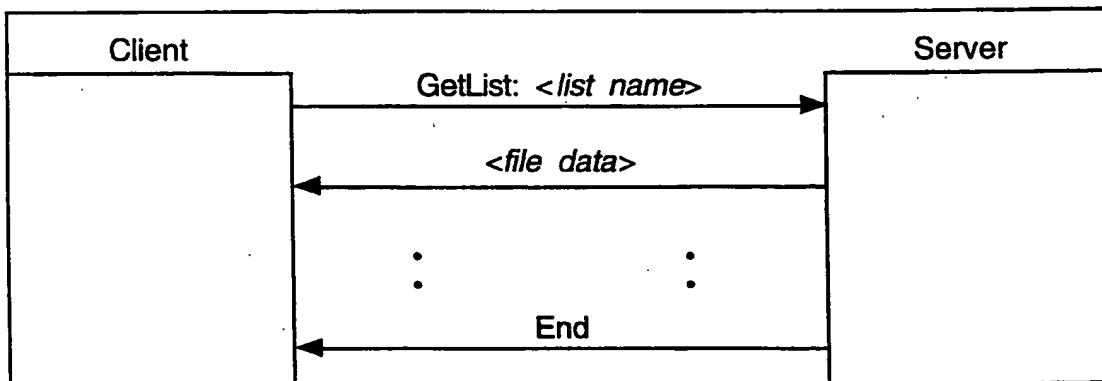 Client
Server
GetList: <list name>
<file data>
End